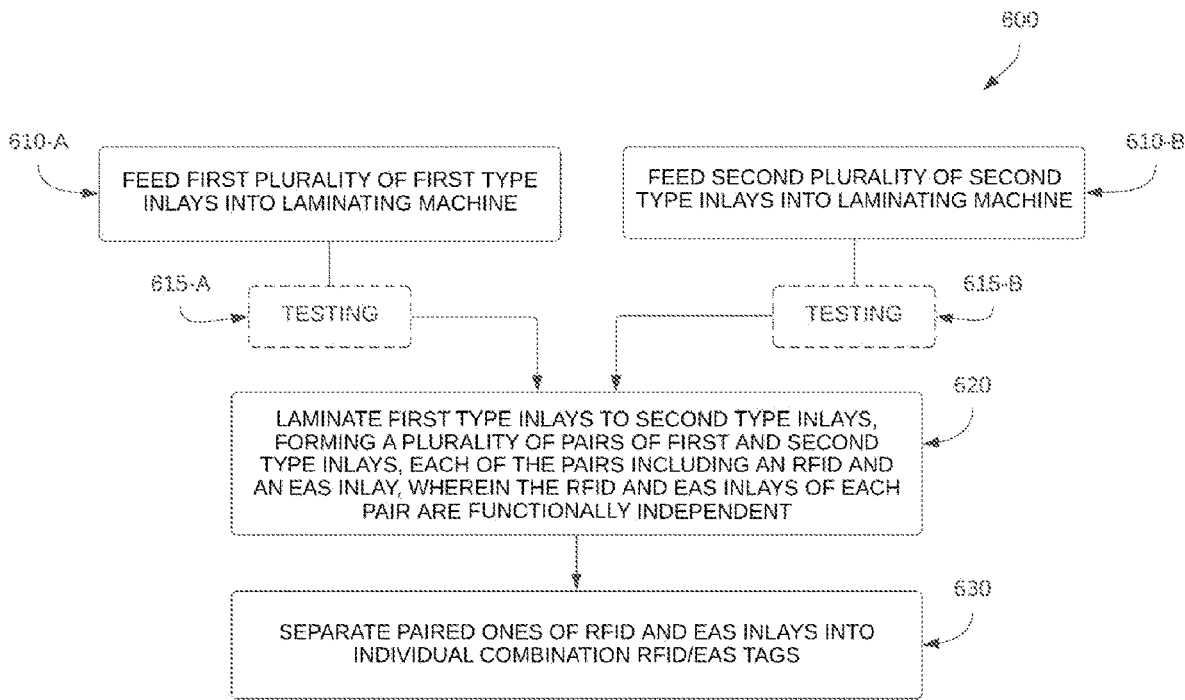 600
610-A
610-B
FEED FIRST PLURALITY OF FIRST TYPE
INLAYS INTO LAMINATING MACHINE
FEED SECOND PLURALITY OF SECOND
TYPE INLAYS INTO LAMINATING MACHINE
615-A
TESTING
TESTING
615-B
620
LAMINATE FIRST TYPE INLAYS TO SECOND TYPE INLAYS,
FORMING A PLURALITY OF PAIRS OF FIRST AND SECOND
TYPE INLAYS, EACH OF THE PAIRS INCLUDING AN RFID AND
AN EAS INLAY, WHEREIN THE RFID AND EAS INLAYS OF EACH
PAIR ARE FUNCTIONALLY INDEPENDENT
630
SEPARATE PAIRED ONES OF RFID AND EAS INLAYS INTO
INDIVIDUAL COMBINATION RFID/EAS TAGS